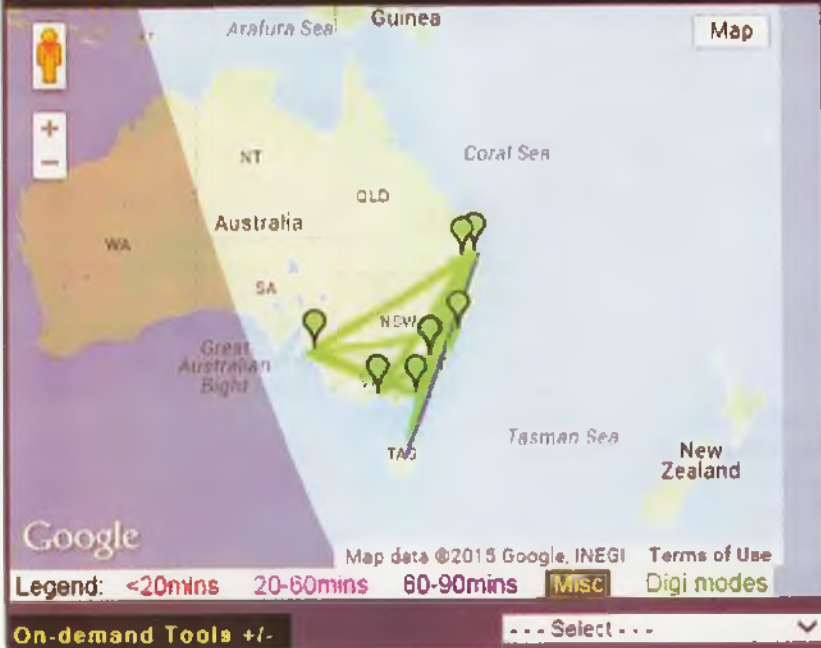 Guinea
Arafura Sea
Map
+
−
NT
Coral Sea
QLD
Australia
WA
SA
NSW
Great
Australian
Bight
TAS
Tasman Sea
New
Zealand
Google
Map data ©2015 Google, INEGI Terms of Use
Legend: <20mins 20-60mins 60-90mins Misc Digi modes
On-demand Tools +/-
- - - Select - - -